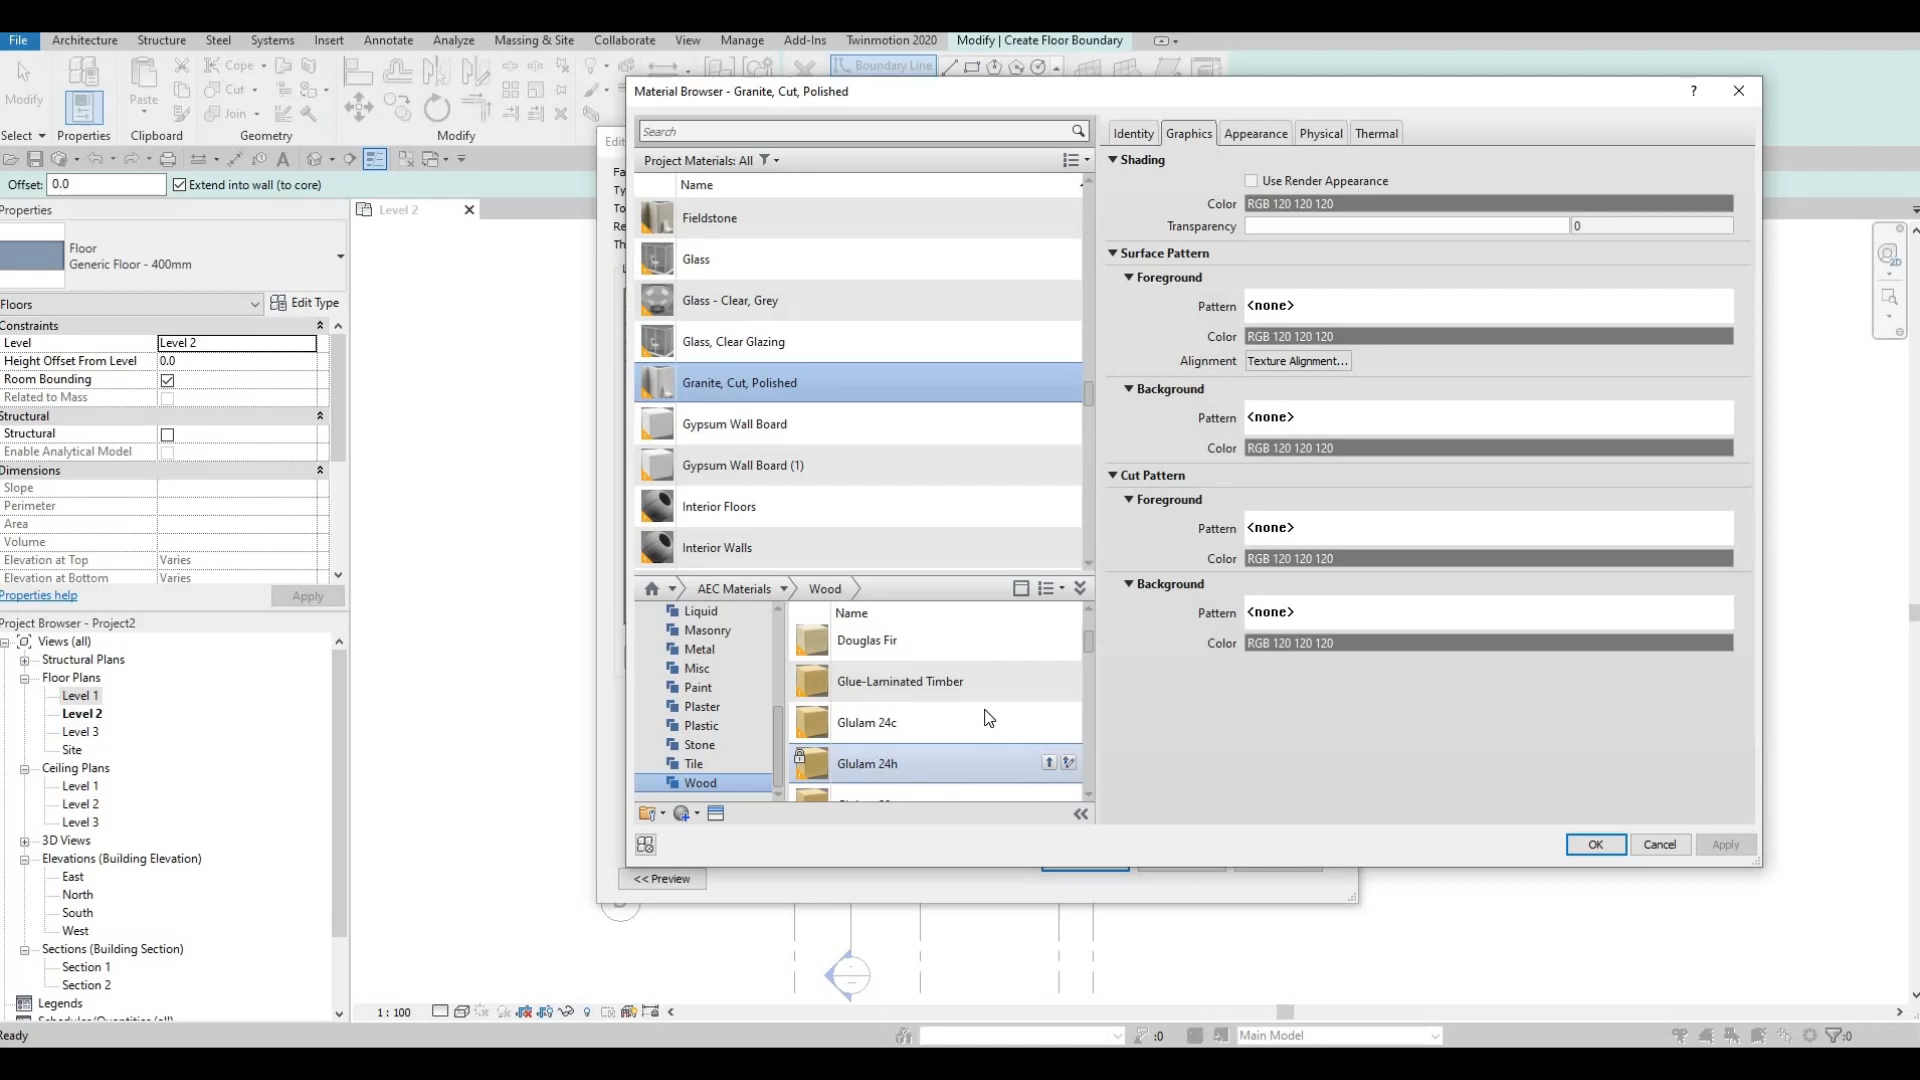 File Architecture Structure Steel Systems Insert Annotate Analyze Massing & Site Collaborate View Manage Add-Ins Twinmotion 2020 Modify | Create Floor Boundary
Cope
Boundary Line
Modify Paste Cut
Join
Select Properties Clipboard Geometry Modify
Offset: 0.0 Extend into wall (to core)
Properties
Level 2
Floor
Generic Floor - 400mm
Floors Edit Type
Constraints
Level Level 2
Height Offset From Level 0.0
Room Bounding
Related to Mass
Structural
Structural
Enable Analytical Model
Dimensions
Slope
Perimeter
Area
Volume
Elevation at Top Varies
Elevation at Bottom Varies
Properties help Apply
Project Browser - Project2
Views (all)
Structural Plans
Floor Plans
Level 1
Level 2
Level 3
Site
Ceiling Plans
Level 1
Level 2
Level 3
3D Views
Elevations (Building Elevation)
East
North
South
West
Sections (Building Section)
Section 1
Section 2
Legends
Schedules/Quantities (all)
Ready
Edit
Fa
Ty
To
Re
Th
Material Browser - Granite, Cut, Polished
?
Search
Project Materials: All
Name
Fieldstone
Glass
Glass - Clear, Grey
Glass, Clear Glazing
Granite, Cut, Polished
Gypsum Wall Board
Gypsum Wall Board (1)
Interior Floors
Interior Walls
AEC Materials Wood
Liquid
Masonry
Metal
Misc
Paint
Plaster
Plastic
Stone
Tile
Wood
Name
Douglas Fir
Glue-Laminated Timber
Glulam 24c
Glulam 24h
Identity Graphics Appearance Physical Thermal
Shading
Use Render Appearance
Color RGB 120 120 120
Transparency 0
Surface Pattern
Foreground
Pattern <none>
Color RGB 120 120 120
Alignment Texture Alignment...
Background
Pattern <none>
Color RGB 120 120 120
Cut Pattern
Foreground
Pattern <none>
Color RGB 120 120 120
Background
Pattern <none>
Color RGB 120 120 120
OK Cancel Apply
<< Preview
1 : 100
:0 Main Model :0
2D